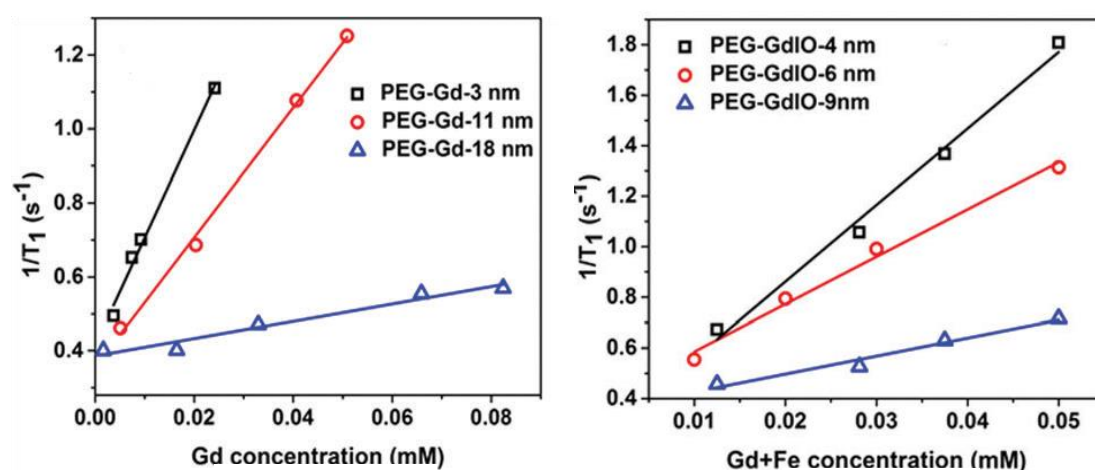 1.2
1.0
0.8
0.6
0.4
1/T₁ (s⁻¹)
PEG-Gd-3 nm
PEG-Gd-11 nm
PEG-Gd-18 nm
0.00 0.02 0.04 0.06 0.08
Gd concentration (mM)
1.8
1.6
1.4
1.2
1.0
0.8
0.6
0.4
1/T₁ (s⁻¹)
PEG-GdIO-4 nm
PEG-GdIO-6 nm
PEG-GdIO-9nm
0.01 0.02 0.03 0.04 0.05
Gd+Fe concentration (mM)